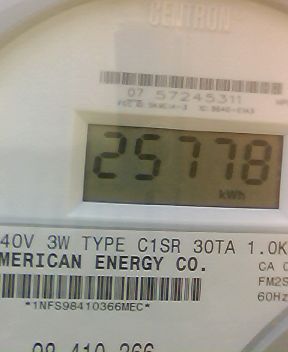 CENTRON
07 57245311
25778
kWh
40V 3W TYPE C1SR 30TA 1.0K
MERICAN ENERGY CO.
CA 0
FM2S
60Hz
*1NFS98410366MEC*
98 410 366